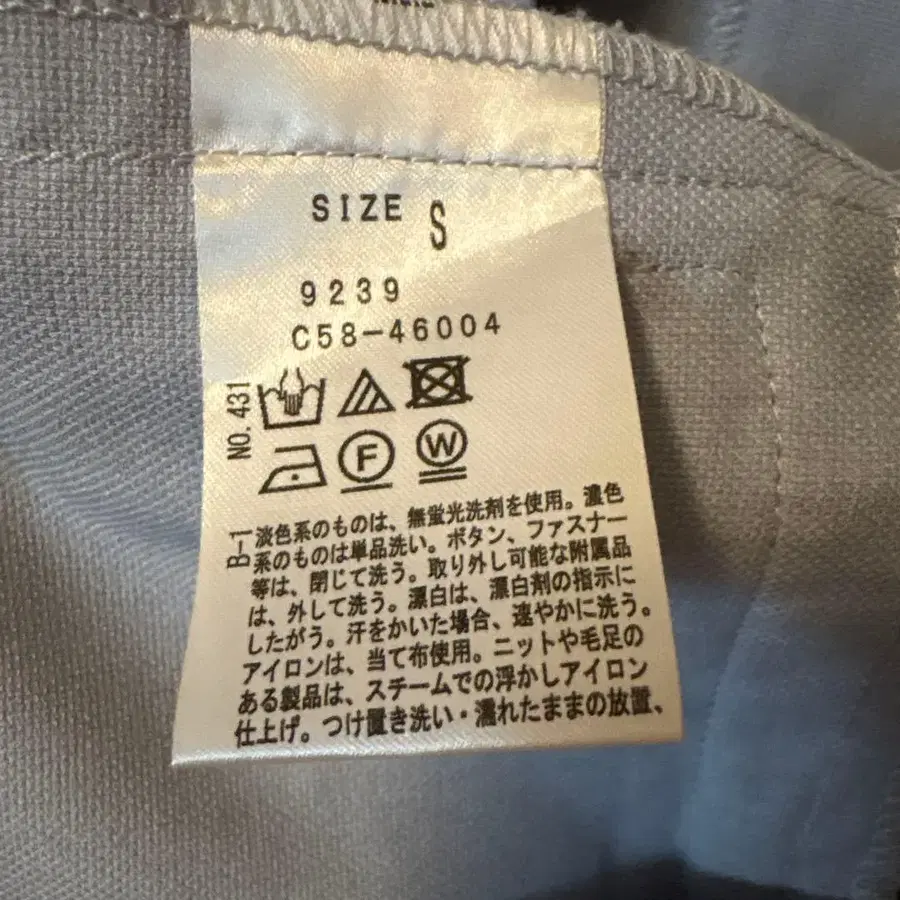 SIZE S
9239
C58-46004
NO. 431
F W
B-1
淡色系のものは、無蛍光洗剤を使用。濃色
系のものは単品洗い。ボタン、ファスナー
等は、閉じて洗う。取り外し可能な附属品
は、外して洗う。漂白は、漂白剤の指示に
したがう。汗をかいた場合、速やかに洗う。
アイロンは、当て布使用。ニットや毛足の
ある製品は、スチームでの浮かしアイロン
仕上げ。つけ置き洗い・濡れたままの放置、